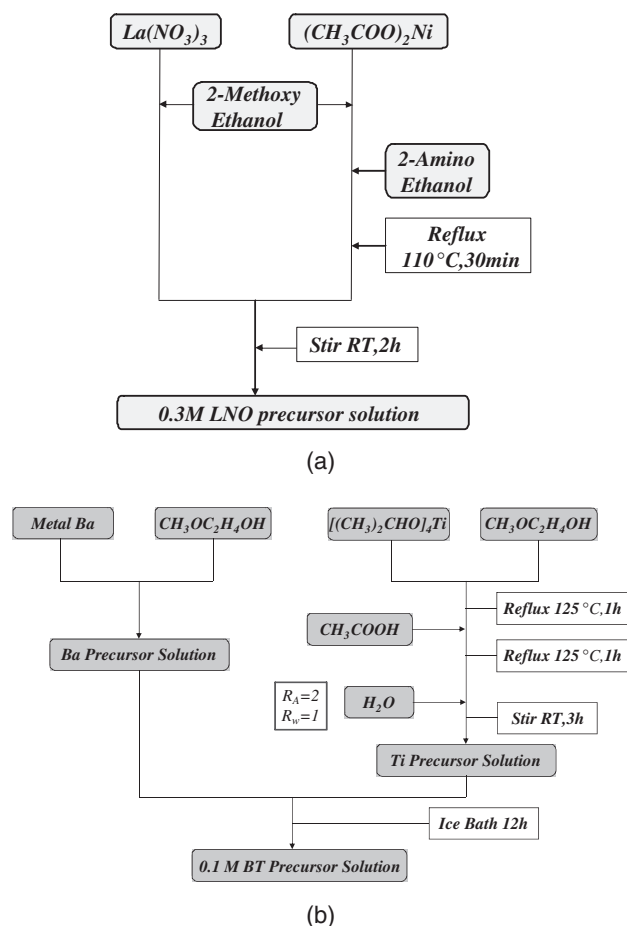 La(NO₃)₃
(CH₃COO)₂Ni
2-Methoxy
Ethanol
2-Amino
Ethanol
Reflux
110°C,30min
Stir RT,2h
0.3M LNO precursor solution
(a)
Metal Ba
CH₃OC₂H₄OH
[(CH₃)₂CHO]₄Ti
CH₃OC₂H₄OH
Reflux 125°C,1h
CH₃COOH
Ba Precursor Solution
Reflux 125°C,1h
R_A=2
R_w=1
H₂O
Stir RT,3h
Ti Precursor Solution
Ice Bath 12h
0.1 M BT Precursor Solution
(b)